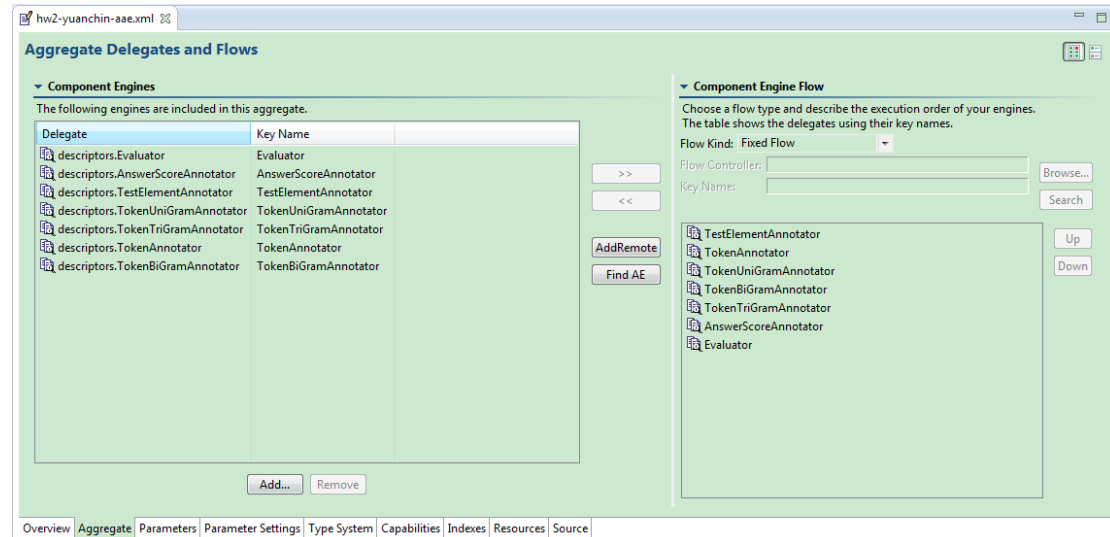 hw2-yuanchin-aae.xml
Aggregate Delegates and Flows
Component Engines
The following engines are included in this aggregate.
Delegate Key Name
descriptors.Evaluator Evaluator
descriptors.AnswerScoreAnnotator AnswerScoreAnnotator
descriptors.TestElementAnnotator TestElementAnnotator
descriptors.TokenUniGramAnnotator TokenUniGramAnnotator
descriptors.TokenTriGramAnnotator TokenTriGramAnnotator
descriptors.TokenAnnotator TokenAnnotator
descriptors.TokenBiGramAnnotator TokenBiGramAnnotator
>>
<<
AddRemote
Find AE
Add... Remove
Component Engine Flow
Choose a flow type and describe the execution order of your engines.
The table shows the delegates using their key names.
Flow Kind: Fixed Flow
Flow Controller:
Browse...
Key Name:
Search
TestElementAnnotator
TokenAnnotator
TokenUniGramAnnotator
TokenBiGramAnnotator
TokenTriGramAnnotator
AnswerScoreAnnotator
Evaluator
Up
Down
Overview Aggregate Parameters Parameter Settings Type System Capabilities Indexes Resources Source